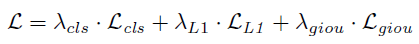 ℒ = λ_cls · ℒ_cls + λ_L1 · ℒ_L1 + λ_giou · ℒ_giou